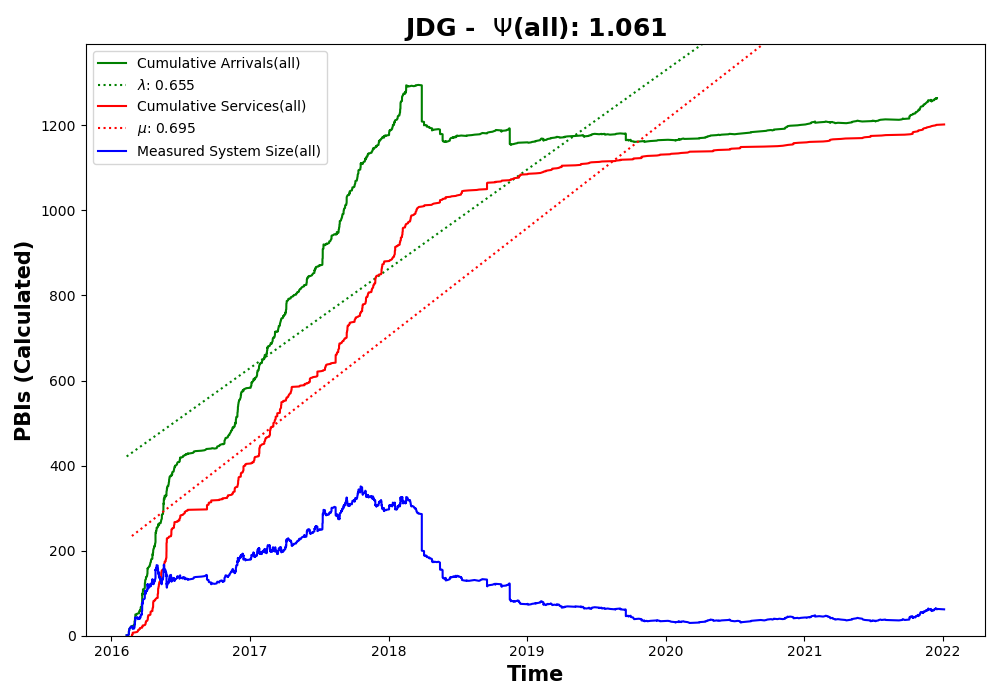 JDG - Ψ(all): 1.061
Cumulative Arrivals(all)
λ: 0.655
Cumulative Services(all)
μ: 0.695
Measured System Size(all)
PBIs (Calculated)
1200
1000
800
600
400
200
0
2016 2017 2018 2019 2020 2021 2022
Time